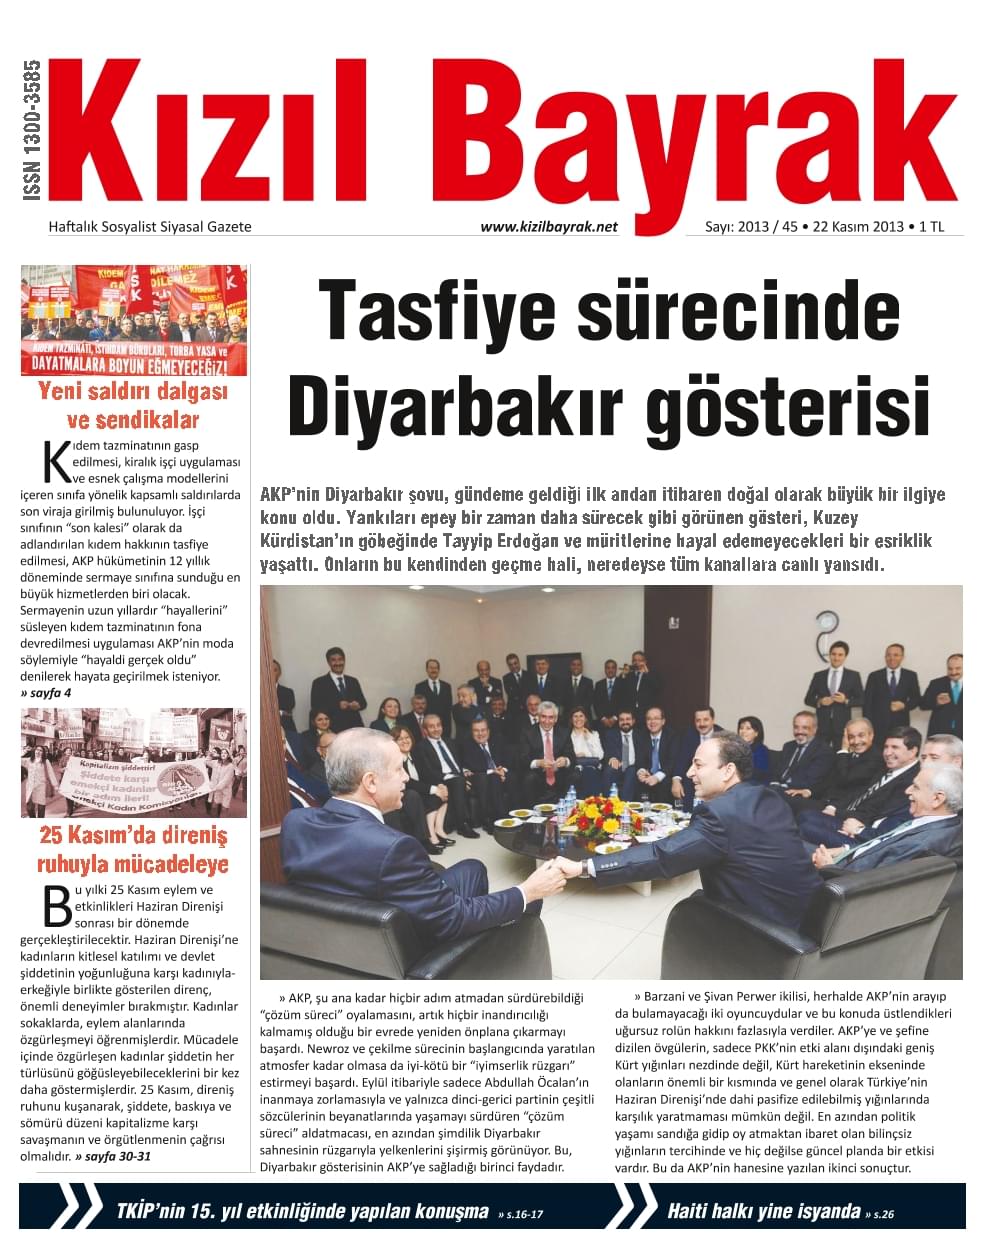 ISSN 1300-3585
Kızıl Bayrak
Haftalık Sosyalist Siyasal Gazete
www.kizilbayrak.net
Sayı: 2013 / 45 • 22 Kasım 2013 • 1 TL
KIDEM TAZMİNATI, İSTİHDAM BÜROLARI, TORBA YASA ve
DAYATMALARA BOYUN EĞMEYECEĞİZ!
Yeni saldırı dalgası
ve sendikalar
Kıdem tazminatının gasp
edilmesi, kiralık işçi uygulaması
ve esnek çalışma modellerini
içeren sınıfa yönelik kapsamlı saldırılarda
son viraja girilmiş bulunuluyor. İşçi
sınıfının “son kalesi” olarak da
adlandırılan kıdem hakkının tasfiye
edilmesi, AKP hükümetinin 12 yıllık
döneminde sermaye sınıfına sunduğu en
büyük hizmetlerden biri olacak.
Sermayenin uzun yıllardır “hayallerini”
süsleyen kıdem tazminatının fona
devredilmesi uygulaması AKP’nin moda
söylemiyle “hayaldi gerçek oldu”
denilerek hayata geçirilmek isteniyor.
» sayfa 4
Kapitalizm şiddettir!
Şiddete karşı
emekçi kadınlar
bir adım ileri!
Emekçi Kadın Komisyonları
25 Kasım’da direniş
ruhuyla mücadeleye
Bu yılki 25 Kasım eylem ve
etkinlikleri Haziran Direnişi
sonrası bir dönemde
gerçekleştirilecektir. Haziran Direnişi’ne
kadınların kitlesel katılımı ve devlet
şiddetinin yoğunluğuna karşı kadınıyla-
erkeğiyle birlikte gösterilen direnç,
önemli deneyimler bırakmıştır. Kadınlar
sokaklarda, eylem alanlarında
özgürleşmeyi öğrenmişlerdir. Mücadele
içinde özgürleşen kadınlar şiddetin her
türlüsünü göğüsleyebileceklerini bir kez
daha göstermişlerdir. 25 Kasım, direniş
ruhunu kuşanarak, şiddete, baskıya ve
sömürü düzeni kapitalizme karşı
savaşmanın ve örgütlenmenin çağrısı
olmalıdır. » sayfa 30-31
Tasfiye sürecinde
Diyarbakır gösterisi
AKP’nin Diyarbakır şovu, gündeme geldiği ilk andan itibaren doğal olarak büyük bir ilgiye
konu oldu. Yankıları epey bir zaman daha sürecek gibi görünen gösteri, Kuzey
Kürdistan’ın göbeğinde Tayyip Erdoğan ve müritlerine hayal edemeyecekleri bir esriklik
yaşattı. Onların bu kendinden geçme hali, neredeyse tüm kanallara canlı yansıdı.
» AKP, şu ana kadar hiçbir adım atmadan sürdürebildiği
“çözüm süreci” oyalamasını, artık hiçbir inandırıcılığı
kalmamış olduğu bir evrede yeniden önplana çıkarmayı
başardı. Newroz ve çekilme sürecinin başlangıcında yaratılan
atmosfer kadar olmasa da iyi-kötü bir “iyimserlik rüzgarı”
estirmeyi başardı. Eylül itibariyle sadece Abdullah Öcalan’ın
inanmaya zorlamasıyla ve yalnızca dinci-gerici partinin çeşitli
sözcülerinin beyanatlarında yaşamayı sürdüren “çözüm
süreci” aldatmacası, en azından şimdilik Diyarbakır
sahnesinin rüzgarıyla yelkenlerini şişirmiş görünüyor. Bu,
Diyarbakır gösterisinin AKP’ye sağladığı birinci faydadır.
» Barzani ve Şivan Perwer ikilisi, herhalde AKP’nin arayıp
da bulamayacağı iki oyuncuydular ve bu konuda üstlendikleri
uğursuz rolün hakkını fazlasıyla verdiler. AKP’ye ve şefine
dizilen övgülerin, sadece PKK’nin etki alanı dışındaki geniş
Kürt yığınları nezdinde değil, Kürt hareketinin ekseninde
olanların önemli bir kısmında ve genel olarak Türkiye’nin
Haziran Direnişi’nde dahi pasifize edilebilmiş yığınlarında
karşılık yaratmaması mümkün değil. En azından politik
yaşamı sandığa gidip oy atmaktan ibaret olan bilinçsiz
yığınların tercihinde ve hiç değilse güncel planda bir etkisi
vardır. Bu da AKP’nin hanesine yazılan ikinci sonuçtur.
TKİP’nin 15. yıl etkinliğinde yapılan konuşma » s.16-17
Haiti halkı yine isyanda » s.26